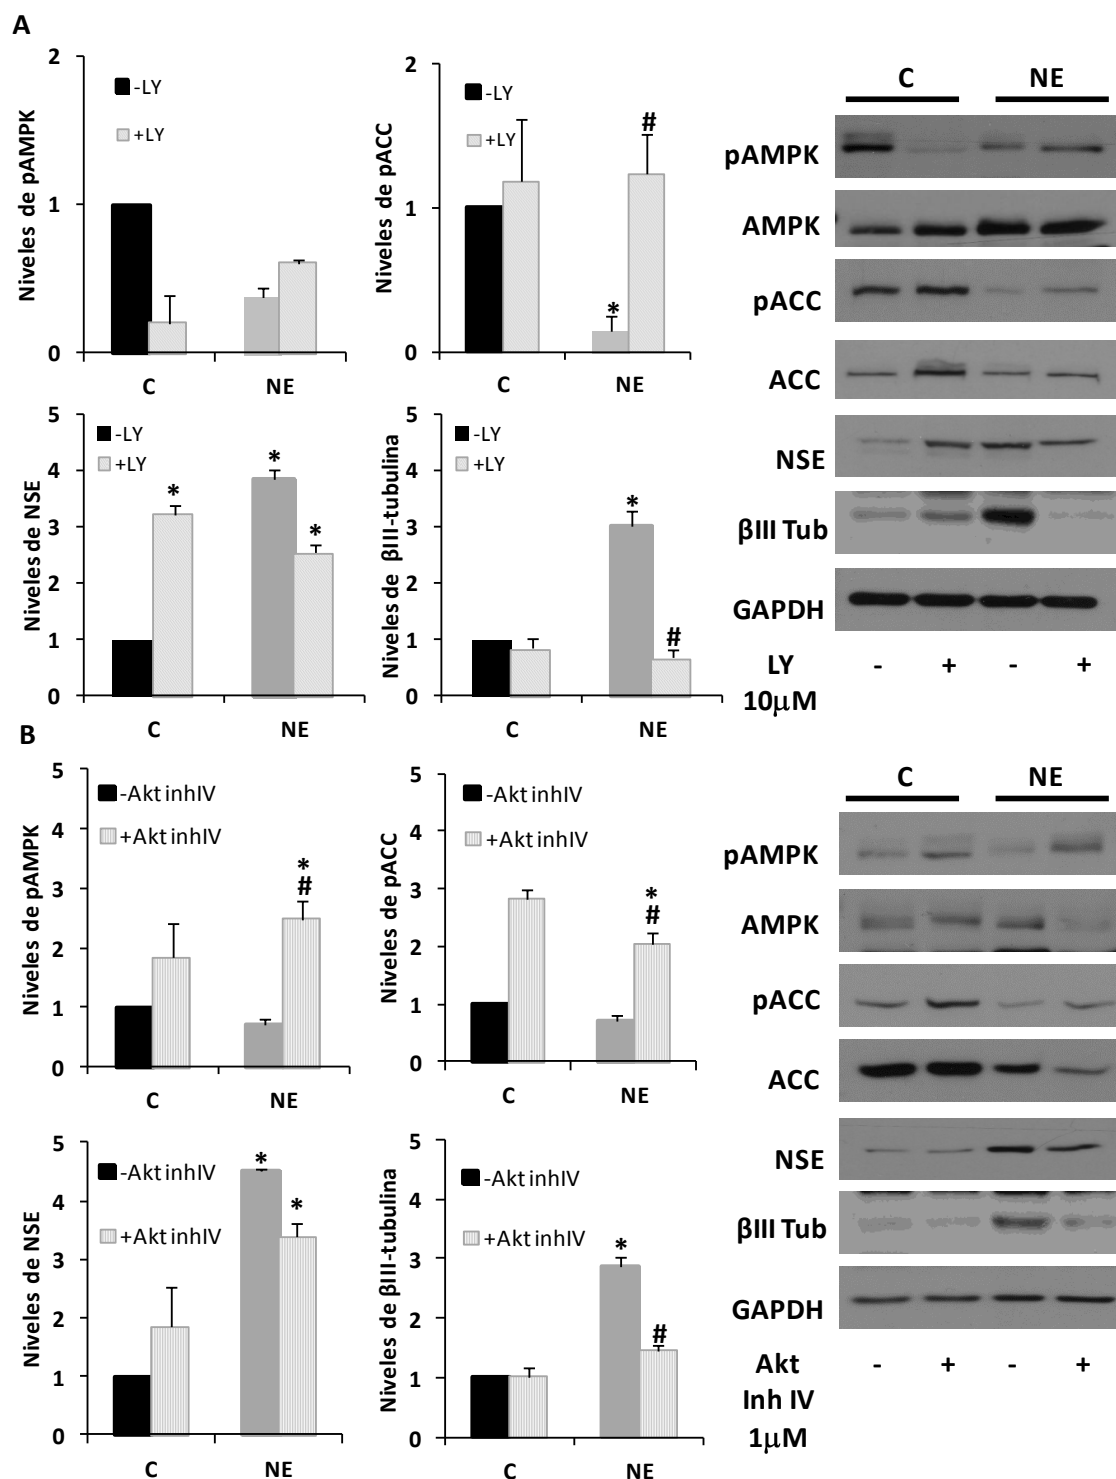 A
2
1
0
Niveles de pAMPK
-LY
+LY
C
NE
2
1
0
Niveles de pACC
-LY
+LY
*
#
C
NE
5
4
3
2
1
0
Niveles de NSE
-LY
+LY
*
*
*
C
NE
5
4
3
2
1
0
Niveles de βIII-tubulina
-LY
+LY
*
#
C
NE
C NE
pAMPK
AMPK
pACC
ACC
NSE
βIII Tub
GAPDH
LY - + - +
10μM
B
5
4
3
2
1
0
Niveles de pAMPK
-Akt inhIV
+Akt inhIV
*
#
C
NE
5
4
3
2
1
0
Niveles de pACC
-Akt inhIV
+Akt inhIV
*
#
C
NE
5
4
3
2
1
0
Niveles de NSE
-Akt inhIV
+Akt inhIV
*
*
C
NE
5
4
3
2
1
0
Niveles de βIII-tubulina
-Akt inhIV
+Akt inhIV
*
#
C
NE
C NE
pAMPK
AMPK
pACC
ACC
NSE
βIII Tub
GAPDH
Akt - + - +
Inh IV
1μM